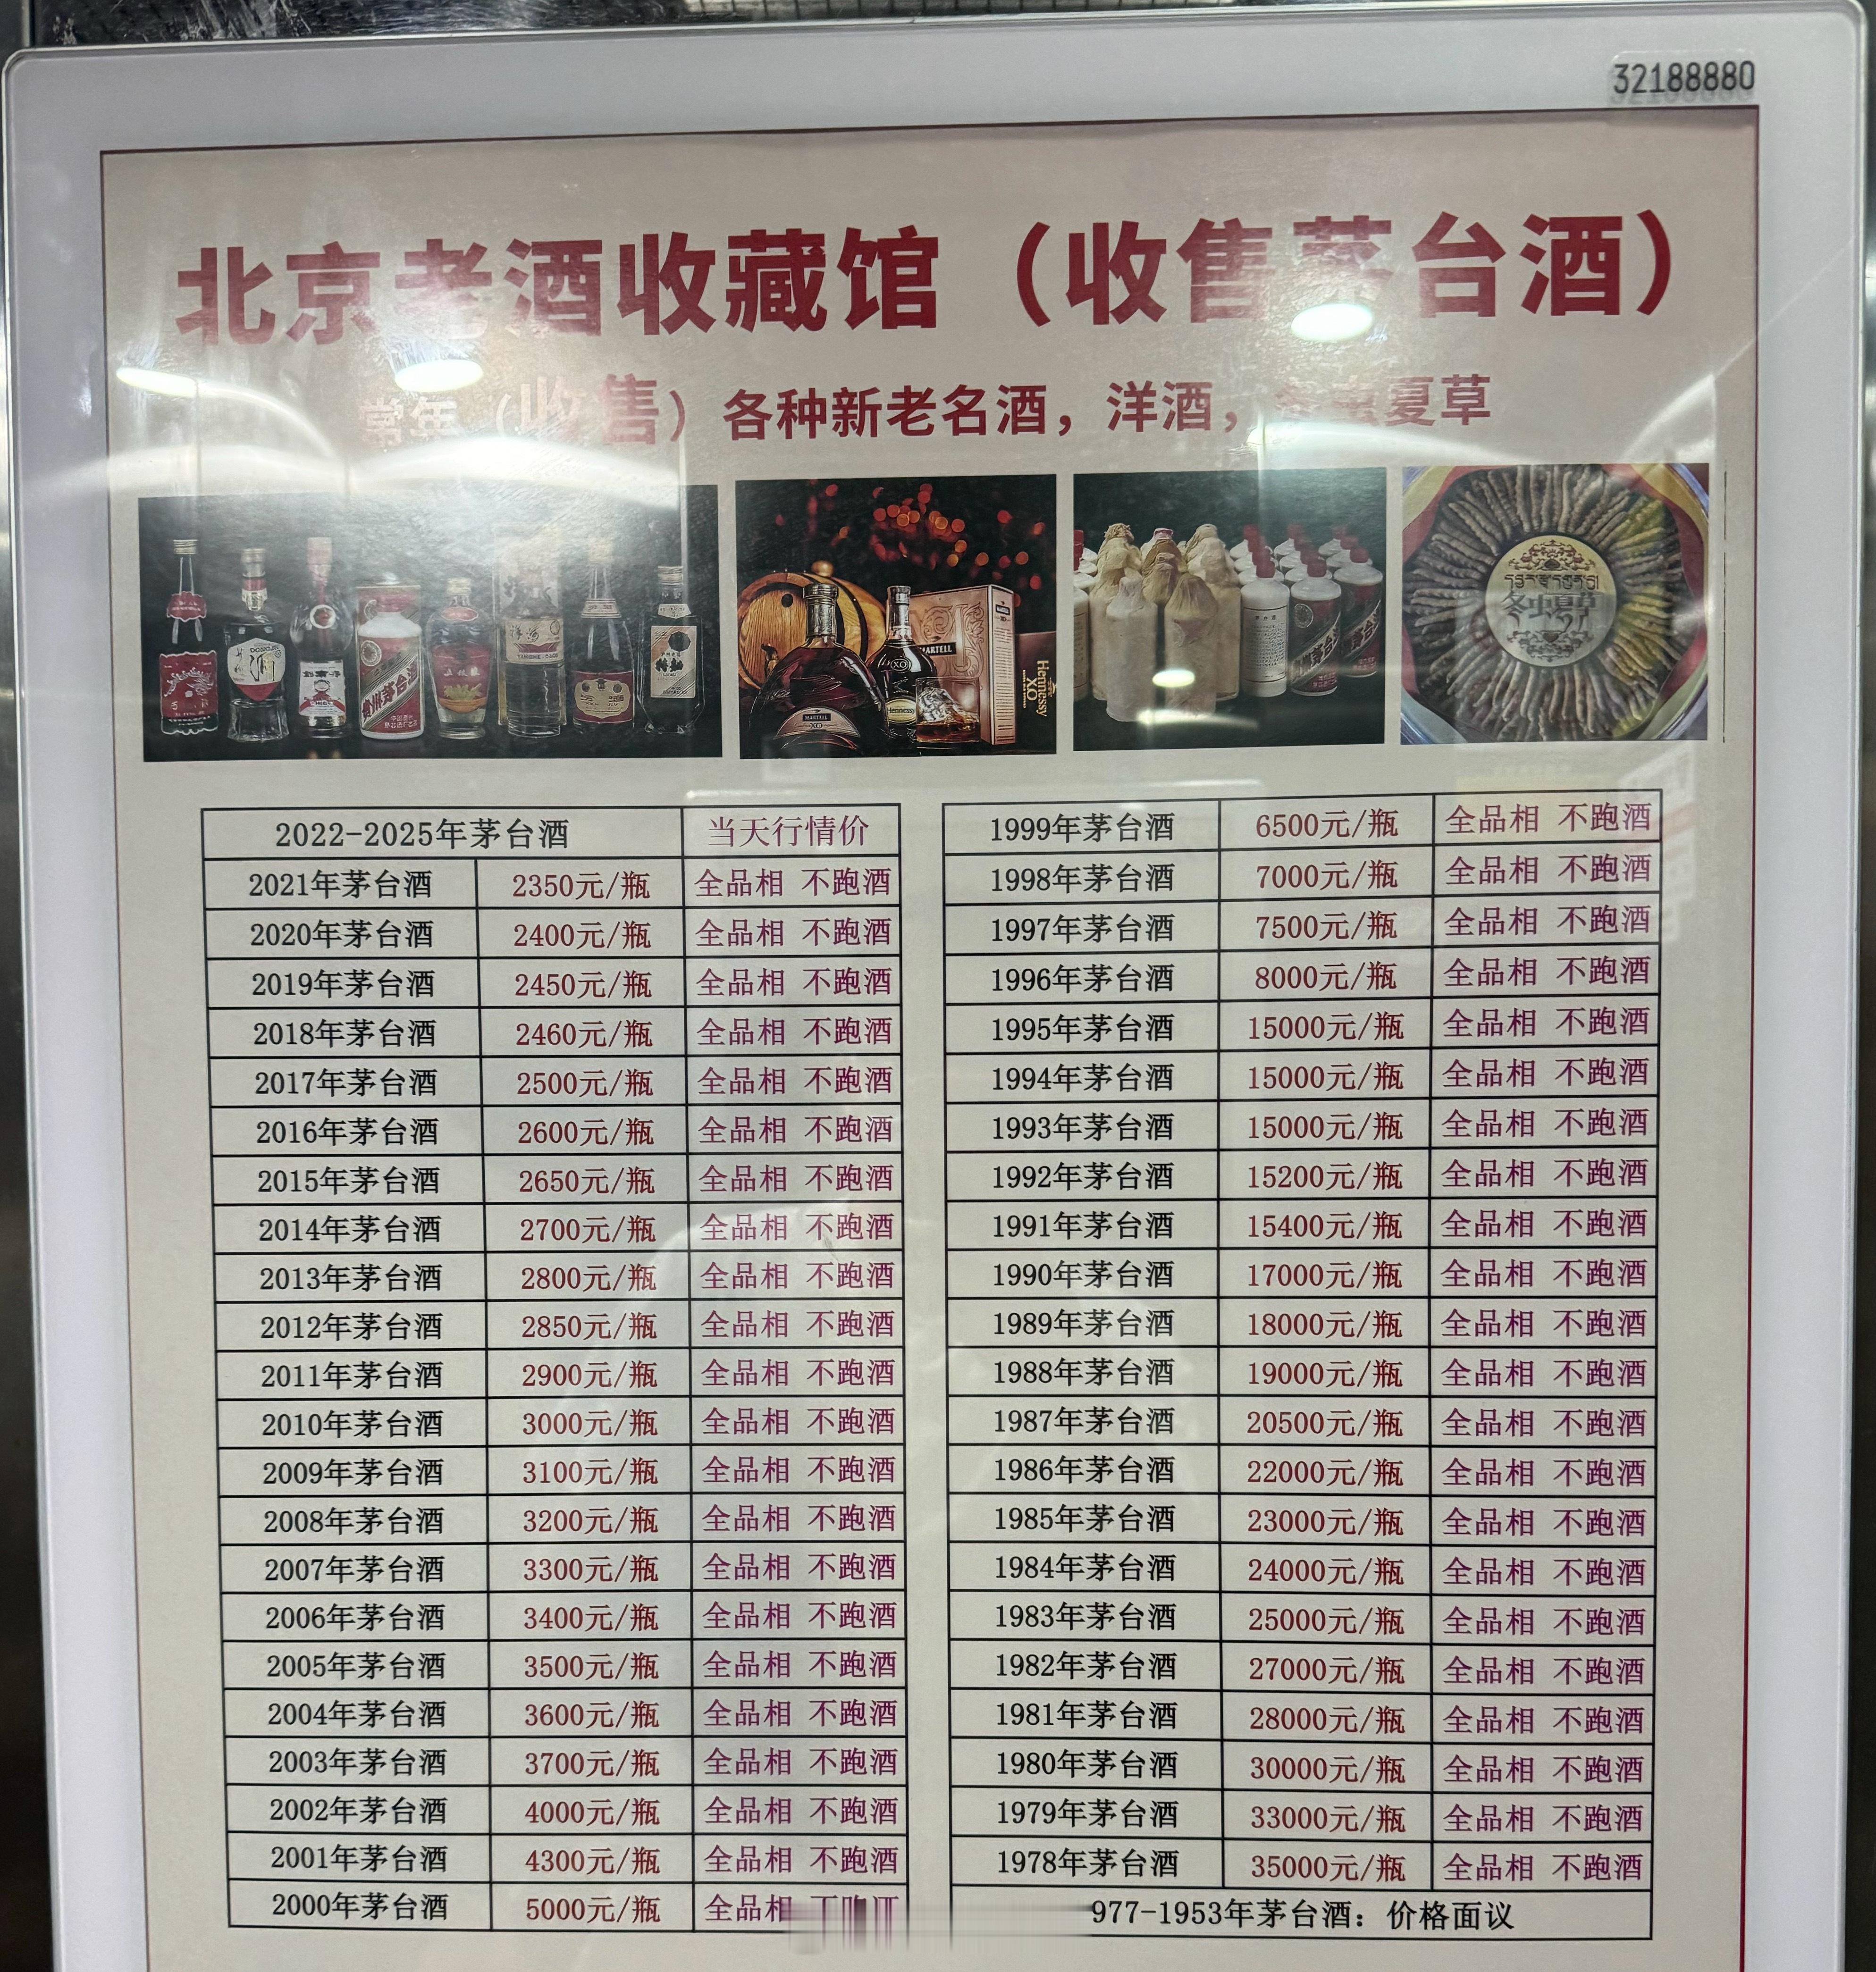 32188880
北京老酒收藏馆（收售茅台酒）
常年（收售）各种新老名酒，洋酒，冬虫夏草
MARTELL
XO
Hennessy
XO
MARTELL
Hennessy
XO
贵州茅台酒
茅台酒
冬虫夏草
2022-2025年茅台酒 当天行情价
2021年茅台酒 2350元/瓶 全品相 不跑酒
2020年茅台酒 2400元/瓶 全品相 不跑酒
2019年茅台酒 2450元/瓶 全品相 不跑酒
2018年茅台酒 2460元/瓶 全品相 不跑酒
2017年茅台酒 2500元/瓶 全品相 不跑酒
2016年茅台酒 2600元/瓶 全品相 不跑酒
2015年茅台酒 2650元/瓶 全品相 不跑酒
2014年茅台酒 2700元/瓶 全品相 不跑酒
2013年茅台酒 2800元/瓶 全品相 不跑酒
2012年茅台酒 2850元/瓶 全品相 不跑酒
2011年茅台酒 2900元/瓶 全品相 不跑酒
2010年茅台酒 3000元/瓶 全品相 不跑酒
2009年茅台酒 3100元/瓶 全品相 不跑酒
2008年茅台酒 3200元/瓶 全品相 不跑酒
2007年茅台酒 3300元/瓶 全品相 不跑酒
2006年茅台酒 3400元/瓶 全品相 不跑酒
2005年茅台酒 3500元/瓶 全品相 不跑酒
2004年茅台酒 3600元/瓶 全品相 不跑酒
2003年茅台酒 3700元/瓶 全品相 不跑酒
2002年茅台酒 4000元/瓶 全品相 不跑酒
2001年茅台酒 4300元/瓶 全品相 不跑酒
2000年茅台酒 5000元/瓶 全品相
1999年茅台酒 6500元/瓶 全品相 不跑酒
1998年茅台酒 7000元/瓶 全品相 不跑酒
1997年茅台酒 7500元/瓶 全品相 不跑酒
1996年茅台酒 8000元/瓶 全品相 不跑酒
1995年茅台酒 15000元/瓶 全品相 不跑酒
1994年茅台酒 15000元/瓶 全品相 不跑酒
1993年茅台酒 15000元/瓶 全品相 不跑酒
1992年茅台酒 15200元/瓶 全品相 不跑酒
1991年茅台酒 15400元/瓶 全品相 不跑酒
1990年茅台酒 17000元/瓶 全品相 不跑酒
1989年茅台酒 18000元/瓶 全品相 不跑酒
1988年茅台酒 19000元/瓶 全品相 不跑酒
1987年茅台酒 20500元/瓶 全品相 不跑酒
1986年茅台酒 22000元/瓶 全品相 不跑酒
1985年茅台酒 23000元/瓶 全品相 不跑酒
1984年茅台酒 24000元/瓶 全品相 不跑酒
1983年茅台酒 25000元/瓶 全品相 不跑酒
1982年茅台酒 27000元/瓶 全品相 不跑酒
1981年茅台酒 28000元/瓶 全品相 不跑酒
1980年茅台酒 30000元/瓶 全品相 不跑酒
1979年茅台酒 33000元/瓶 全品相 不跑酒
1978年茅台酒 35000元/瓶 全品相 不跑酒
977-1953年茅台酒：价格面议